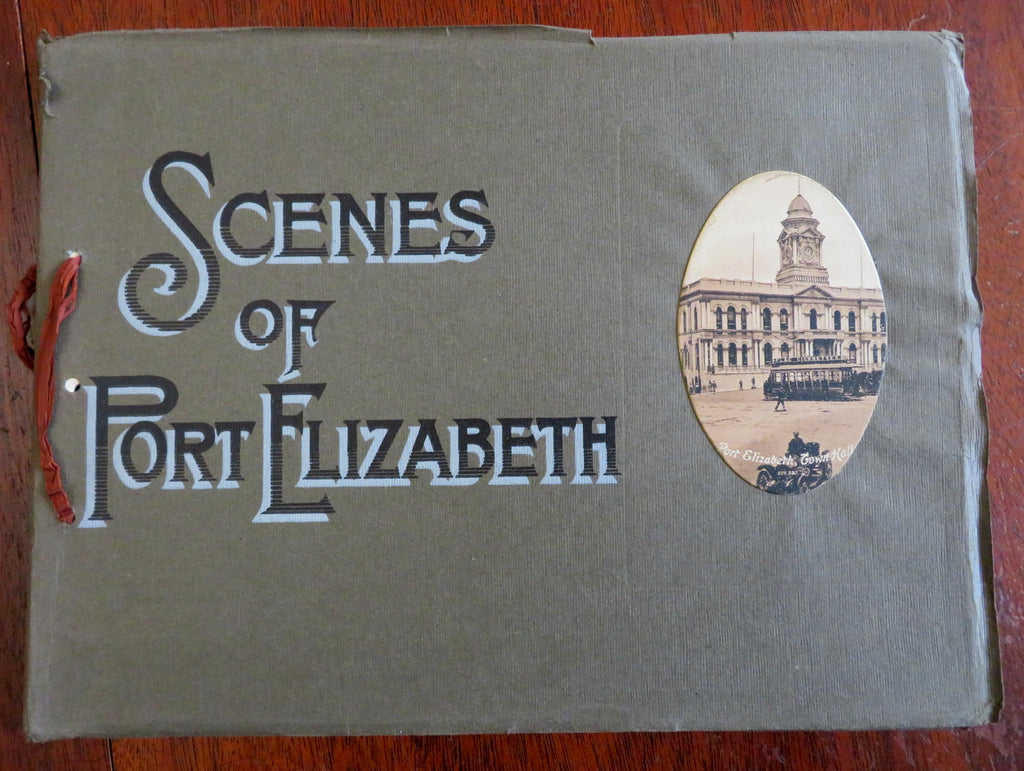 SCENES
OF
PORT ELIZABETH
Port Elizabeth, Town Hall